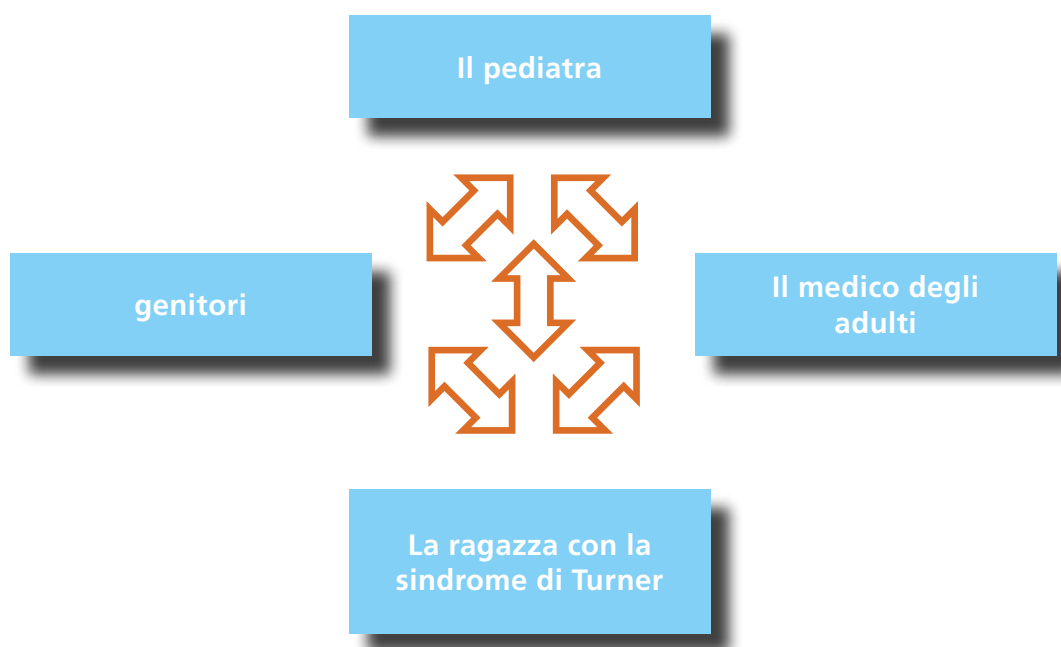 Il pediatra
genitori
Il medico degli
adulti
La ragazza con la
sindrome di Turner